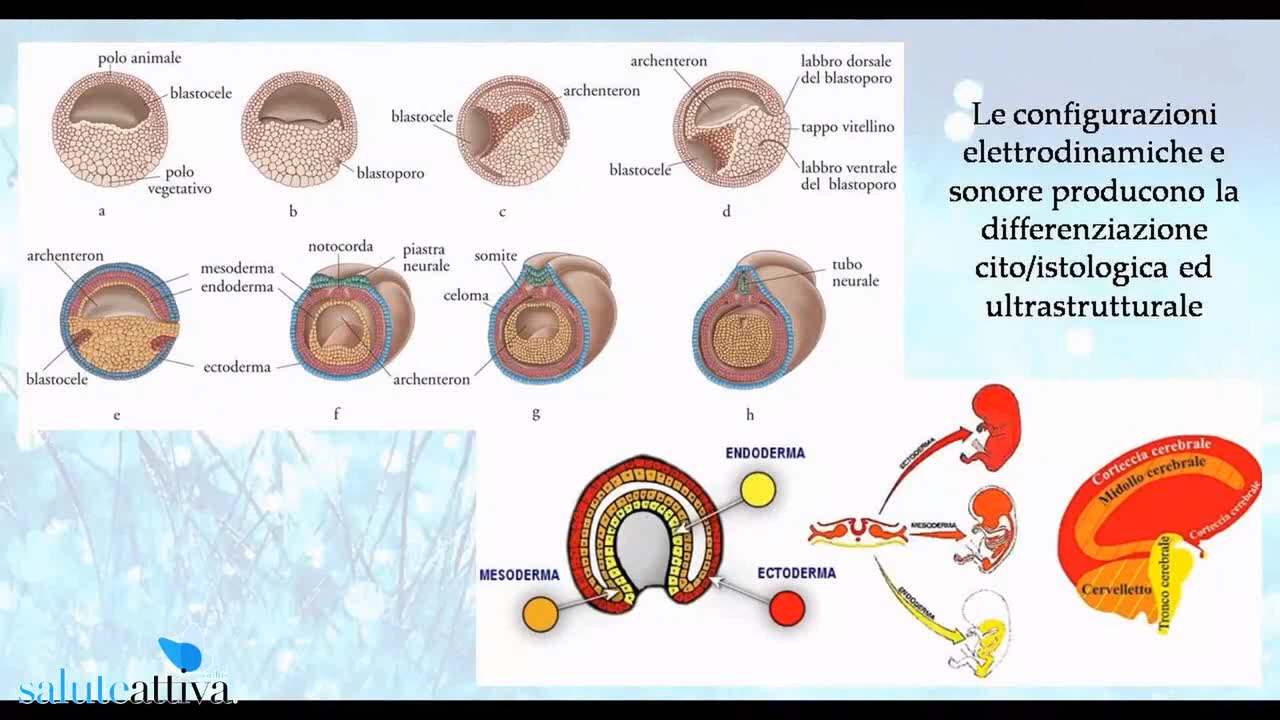 polo animale
blastocele
polo
vegetativo
a
blastoporo
b
blastocele
archenteron
c
archenteron
labbro dorsale
del blastoporo
tappo vitellino
blastocele
labbro ventrale
del blastoporo
d
Le configurazioni
elettrodinamiche e
sonore producono la
differenziazione
cito/istologica ed
ultrastrutturale
archenteron
mesoderma
endoderma
blastocele
ectoderma
e
notocorda
piastra
neurale
archenteron
f
somite
celoma
g
tubo
neurale
h
ENDODERMA
MESODERMA
ECTODERMA
ECTODERMA
MESODERMA
ENDODERMA
Corteccia cerebrale
Midollo cerebrale
Corteccia cerebrale
Cervelletto
Tronco cerebrale
saluteattiva.